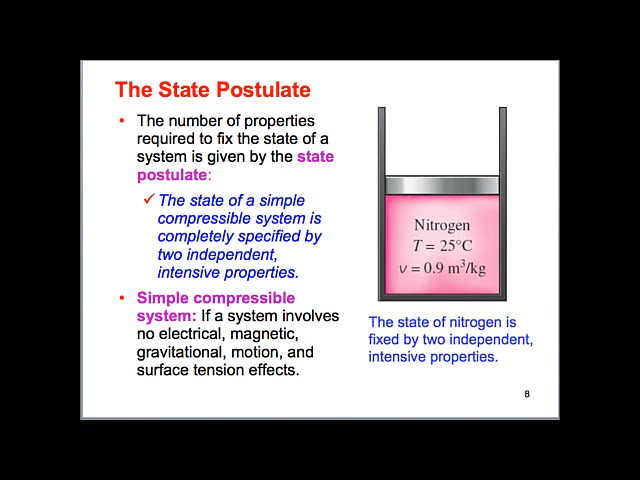 The State Postulate
• The number of properties
required to fix the state of a
system is given by the state
postulate:
✓ The state of a simple
compressible system is
completely specified by
two independent,
intensive properties.
• Simple compressible
system: If a system involves
no electrical, magnetic,
gravitational, motion, and
surface tension effects.
Nitrogen
T = 25°C
v = 0.9 m³/kg
The state of nitrogen is
fixed by two independent,
intensive properties.
8